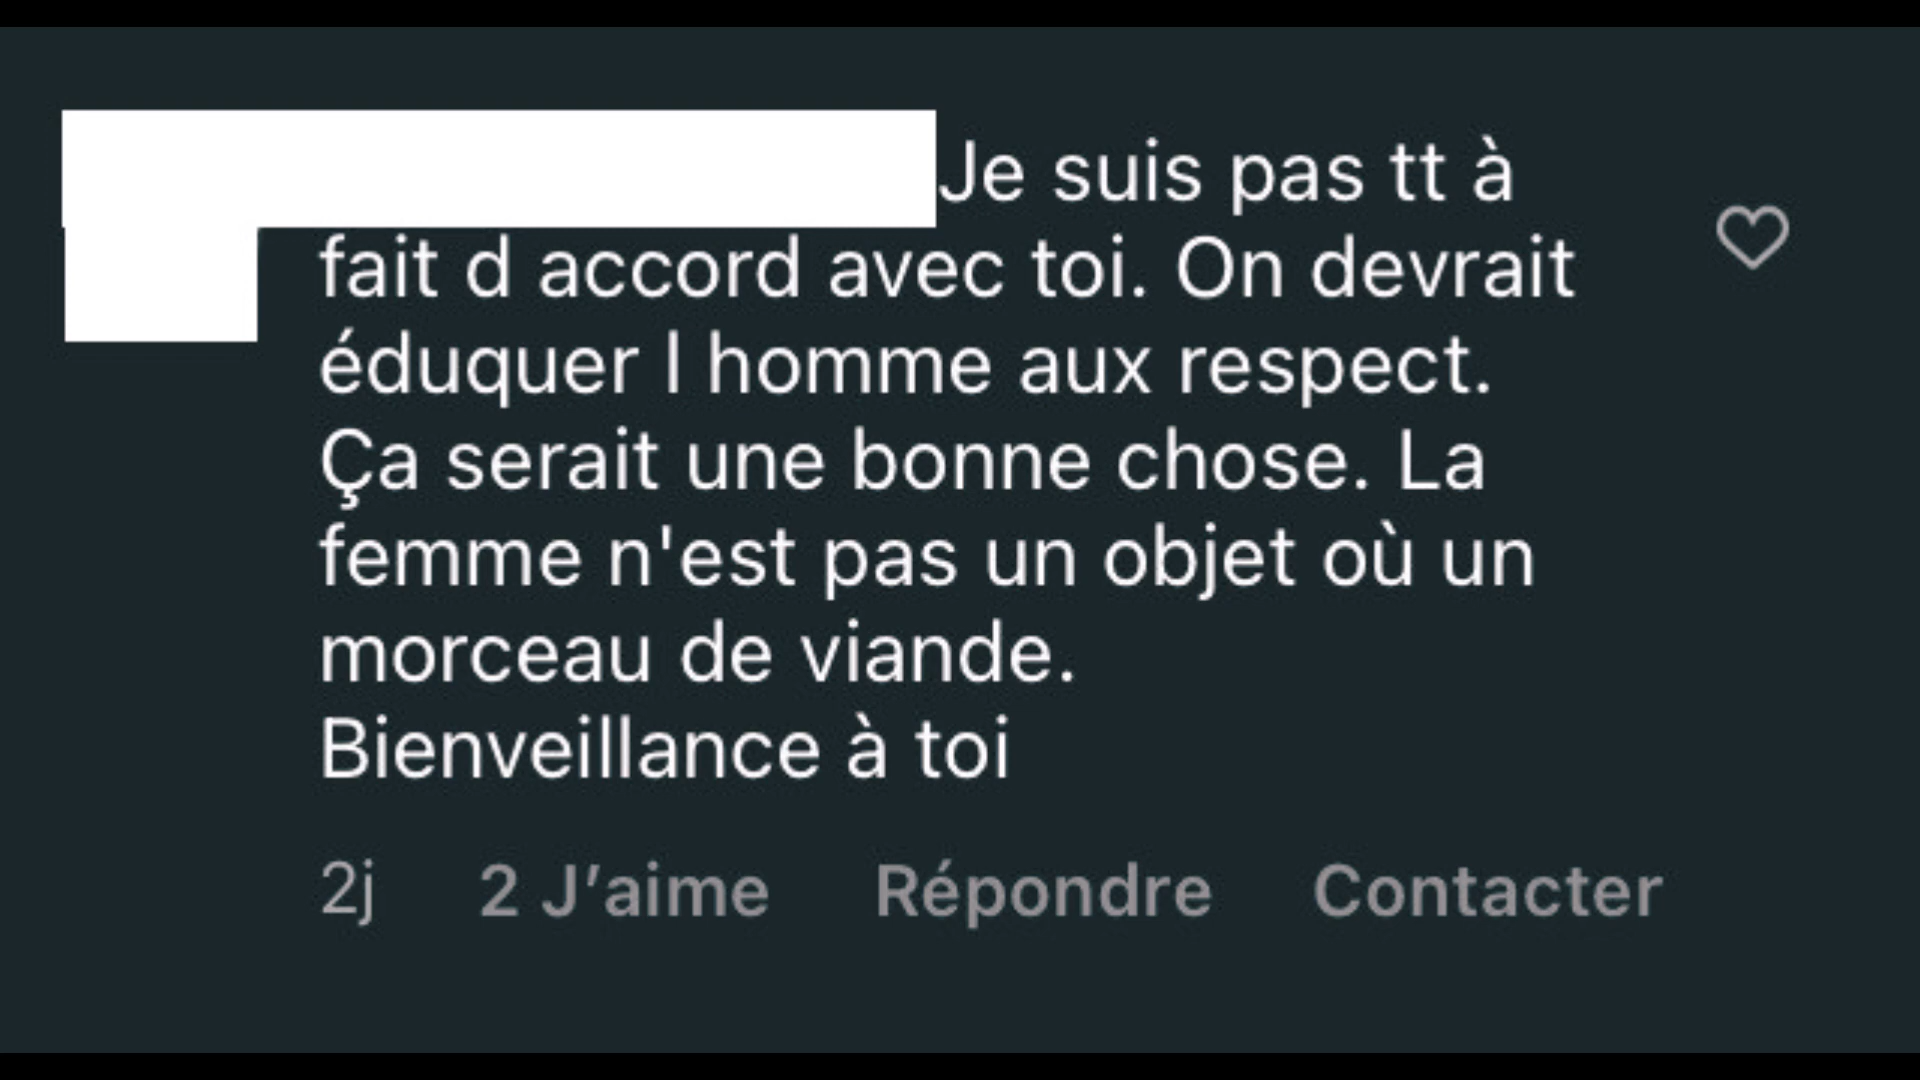 Je suis pas tt à
fait d accord avec toi. On devrait
éduquer l homme aux respect.
Ça serait une bonne chose. La
femme n'est pas un objet où un
morceau de viande.
Bienveillance à toi
2j 2 J’aime Répondre Contacter